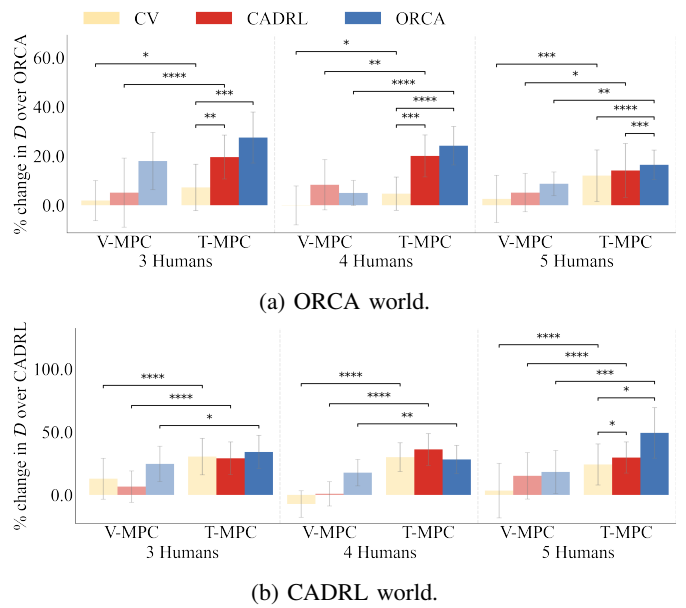 CV CADRL ORCA
% change in D over ORCA
60.0
40.0
20.0
0.0
* **** *** **
* ** **** **** ***
*** * ** **** ***
V-MPC T-MPC V-MPC T-MPC V-MPC T-MPC
3 Humans 4 Humans 5 Humans
(a) ORCA world.
% change in D over CADRL
100.0
50.0
0.0
**** **** *
**** **** **
**** **** *** * *
V-MPC T-MPC V-MPC T-MPC V-MPC T-MPC
3 Humans 4 Humans 5 Humans
(b) CADRL world.